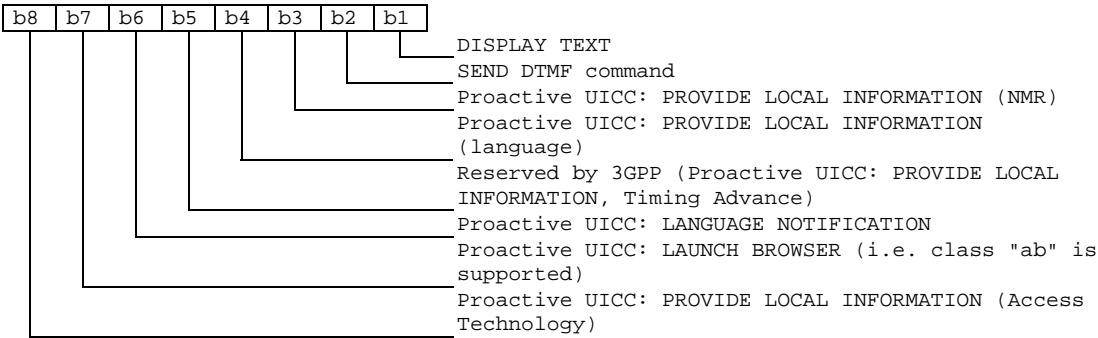 b8 b7 b6 b5 b4 b3 b2 b1
DISPLAY TEXT
SEND DTMF command
Proactive UICC: PROVIDE LOCAL INFORMATION (NMR)
Proactive UICC: PROVIDE LOCAL INFORMATION
(language)
Reserved by 3GPP (Proactive UICC: PROVIDE LOCAL
INFORMATION, Timing Advance)
Proactive UICC: LANGUAGE NOTIFICATION
Proactive UICC: LAUNCH BROWSER (i.e. class "ab" is
supported)
Proactive UICC: PROVIDE LOCAL INFORMATION (Access
Technology)